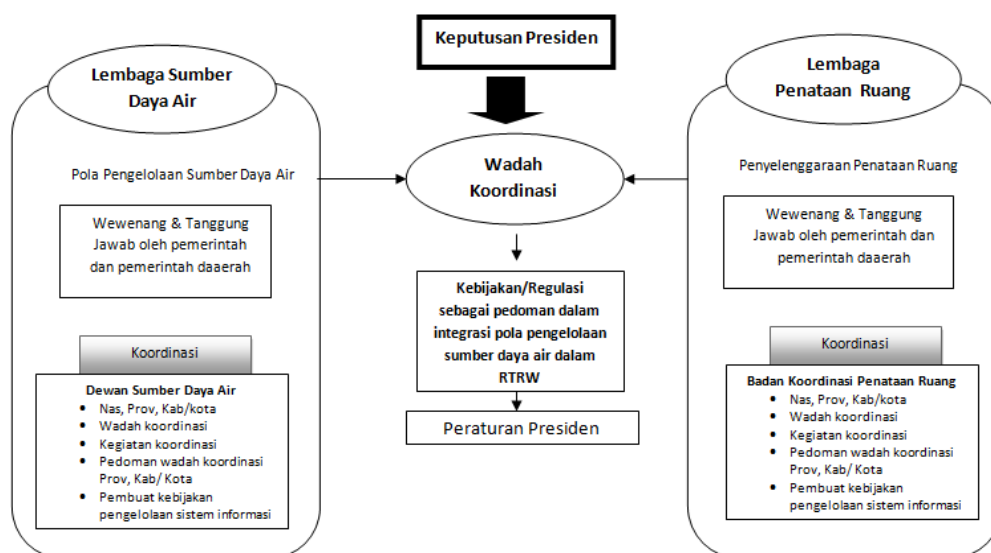 Keputusan Presiden
Lembaga Sumber
Daya Air
Pola Pengelolaan Sumber Daya Air
Wewenang & Tanggung
Jawab oleh pemerintah
dan pemerintah daaerah
Koordinasi
Dewan Sumber Daya Air
• Nas, Prov, Kab/kota
• Wadah koordinasi
• Kegiatan koordinasi
• Pedoman wadah koordinasi
Prov, Kab/ Kota
• Pembuat kebijakan
pengelolaan sistem informasi
Wadah
Koordinasi
Kebijakan/Regulasi
sebagai pedoman dalam
integrasi pola pengelolaan
sumber daya air dalam
RTRW
Peraturan Presiden
Lembaga
Penataan Ruang
Penyelenggaraan Penataan Ruang
Wewenang & Tanggung
Jawab oleh pemerintah dan
pemerintah daaerah
Koordinasi
Badan Koordinasi Penataan Ruang
• Nas, Prov, Kab/kota
• Wadah koordinasi
• Kegiatan koordinasi
• Pedoman wadah koordinasi
Prov, Kab/ Kota
• Pembuat kebijakan
pengelolaan sistem informasi